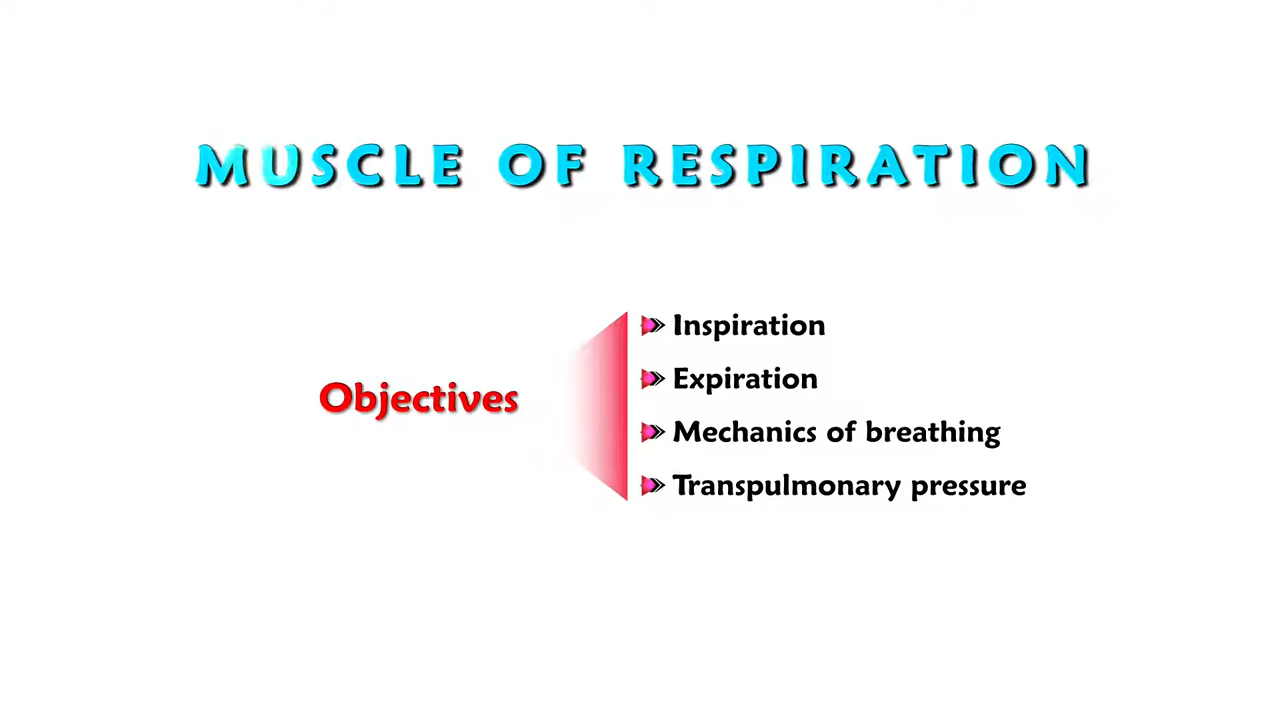 MUSCLE OF RESPIRATION
Objectives
Inspiration
Expiration
Mechanics of breathing
Transpulmonary pressure